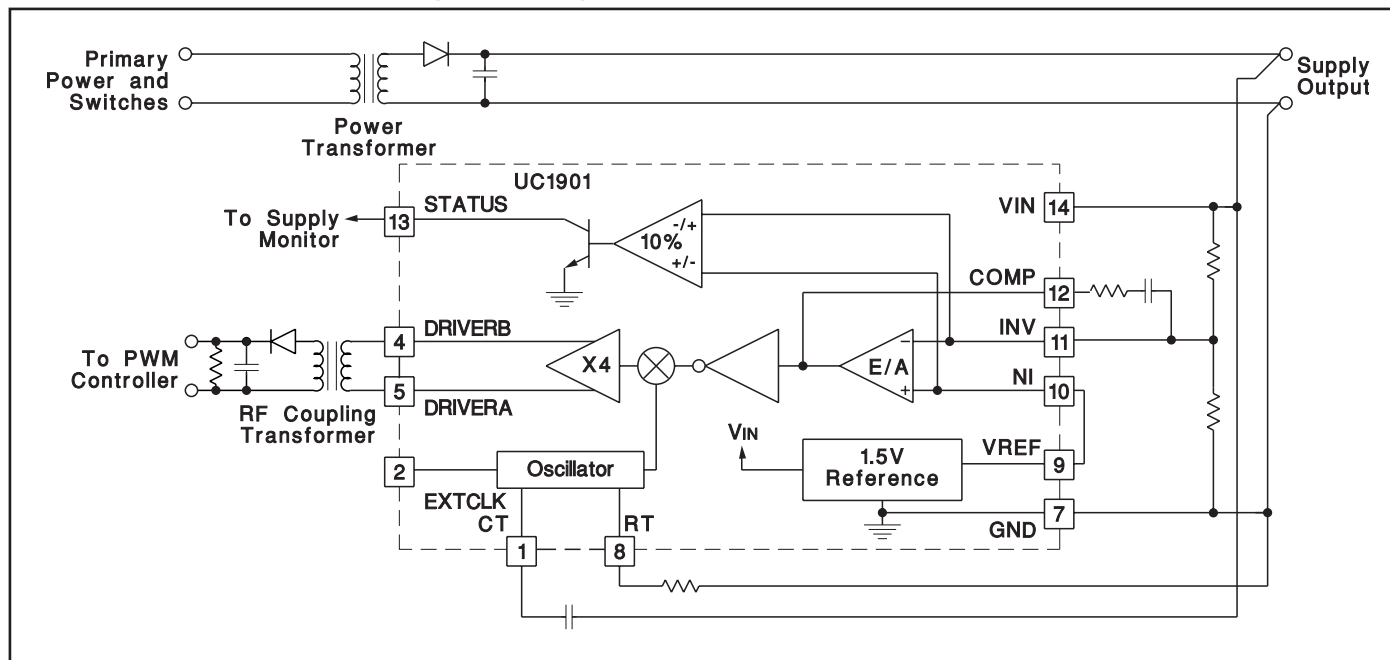 Primary
Power and
Switches
Power
Transformer
Supply
Output
UC1901
13
STATUS
To Supply
Monitor
10%
-/+
+/-
VIN
14
COMP
12
INV
11
NI
10
VREF
9
GND
7
4
DRIVERB
To PWM
Controller
5
DRIVERA
RF Coupling
Transformer
X4
E/A
−
+
VIN
1.5V
Reference
2
EXTCLK
Oscillator
CT
1
RT
8